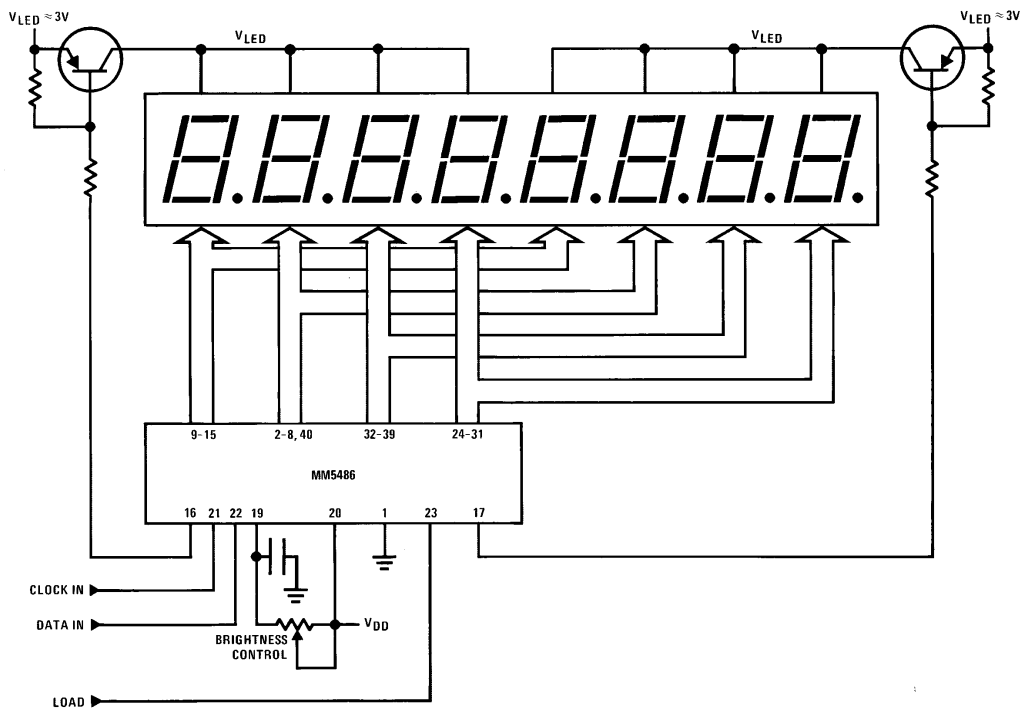 VLED ≈ 3V
VLED
VLED
VLED ≈ 3V
9-15
2-8, 40
32-39
24-31
MM5486
16
21
22
19
20
1
23
17
CLOCK IN
DATA IN
VDD
BRIGHTNESS
CONTROL
LOAD